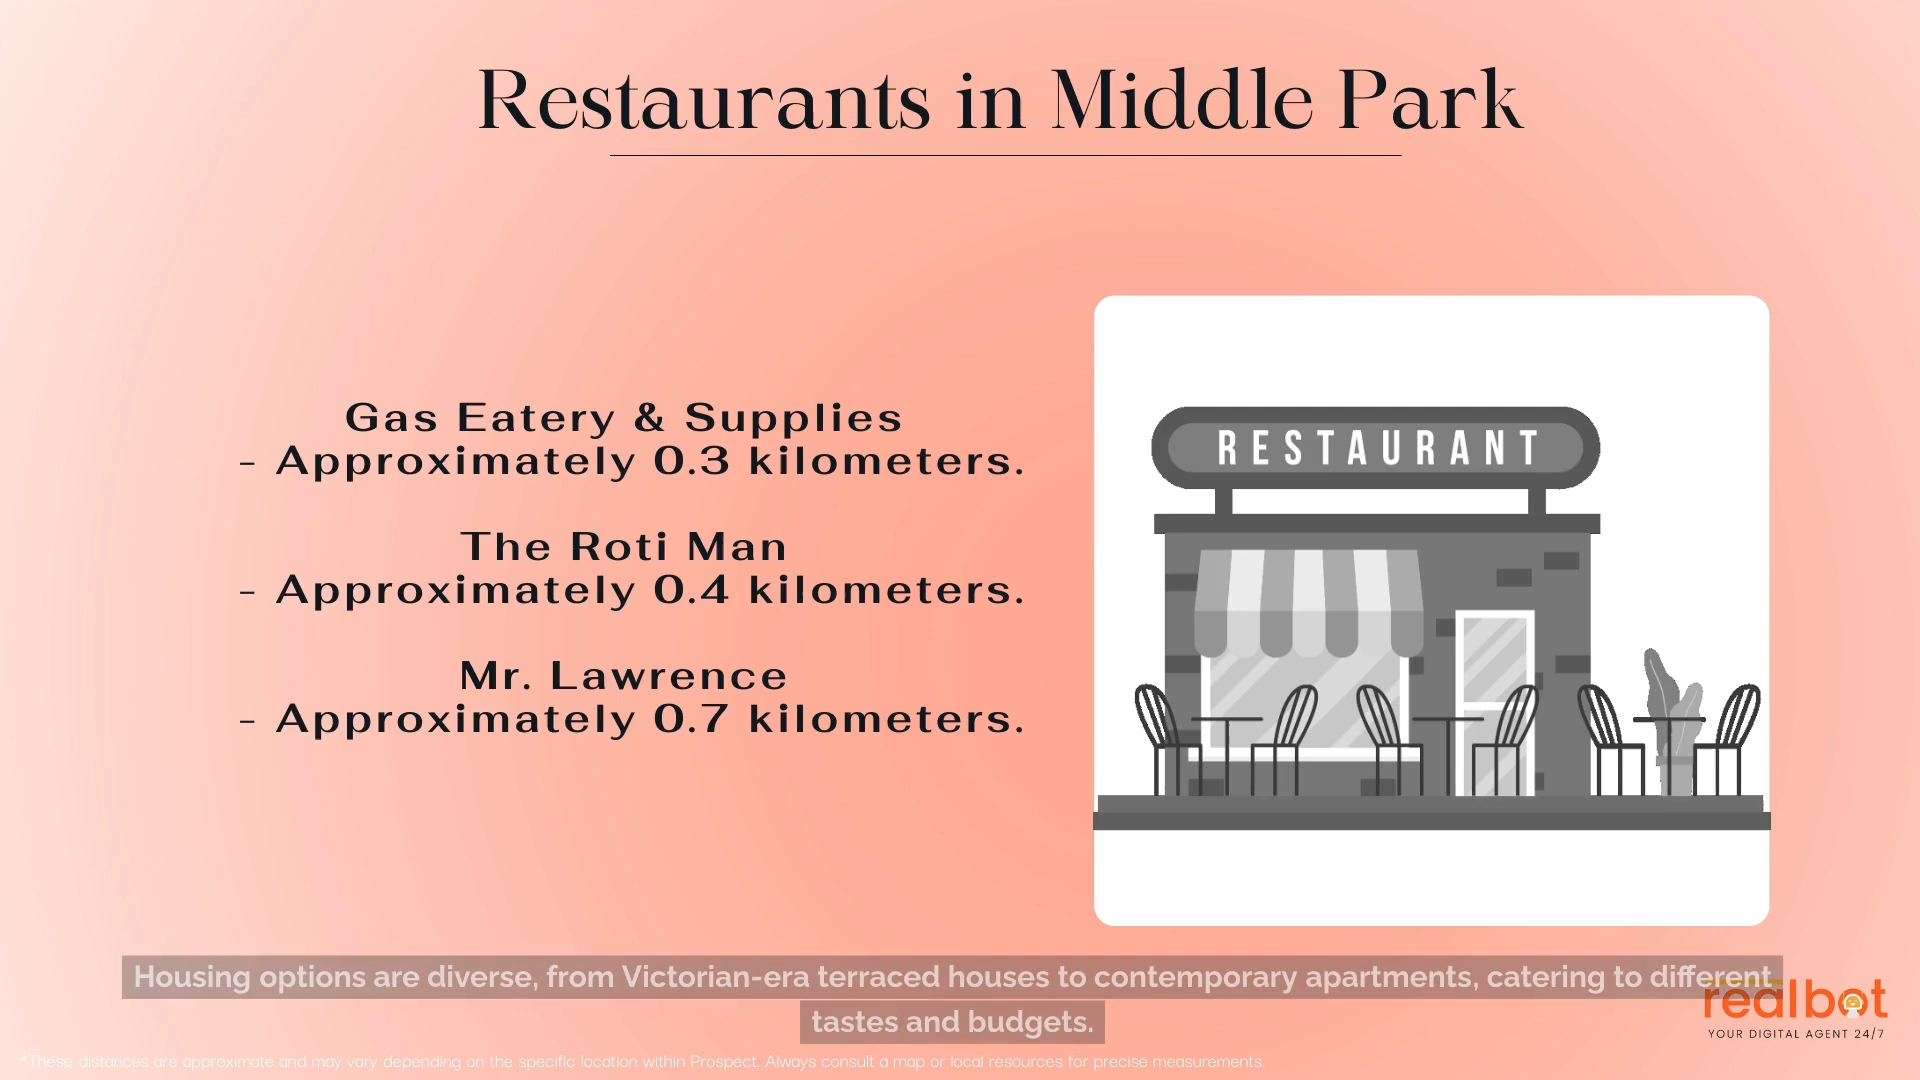 Restaurants in Middle Park
Gas Eatery & Supplies
- Approximately 0.3 kilometers.
The Roti Man
- Approximately 0.4 kilometers.
Mr. Lawrence
- Approximately 0.7 kilometers.
RESTAURANT
Housing options are diverse, from Victorian-era terraced houses to contemporary apartments, catering to different
tastes and budgets.
realbot
YOUR DIGITAL AGENT 24/7
*These distances are approximate and may vary depending on the specific location within Prospect. Always consult a map or local resources for precise measurements.